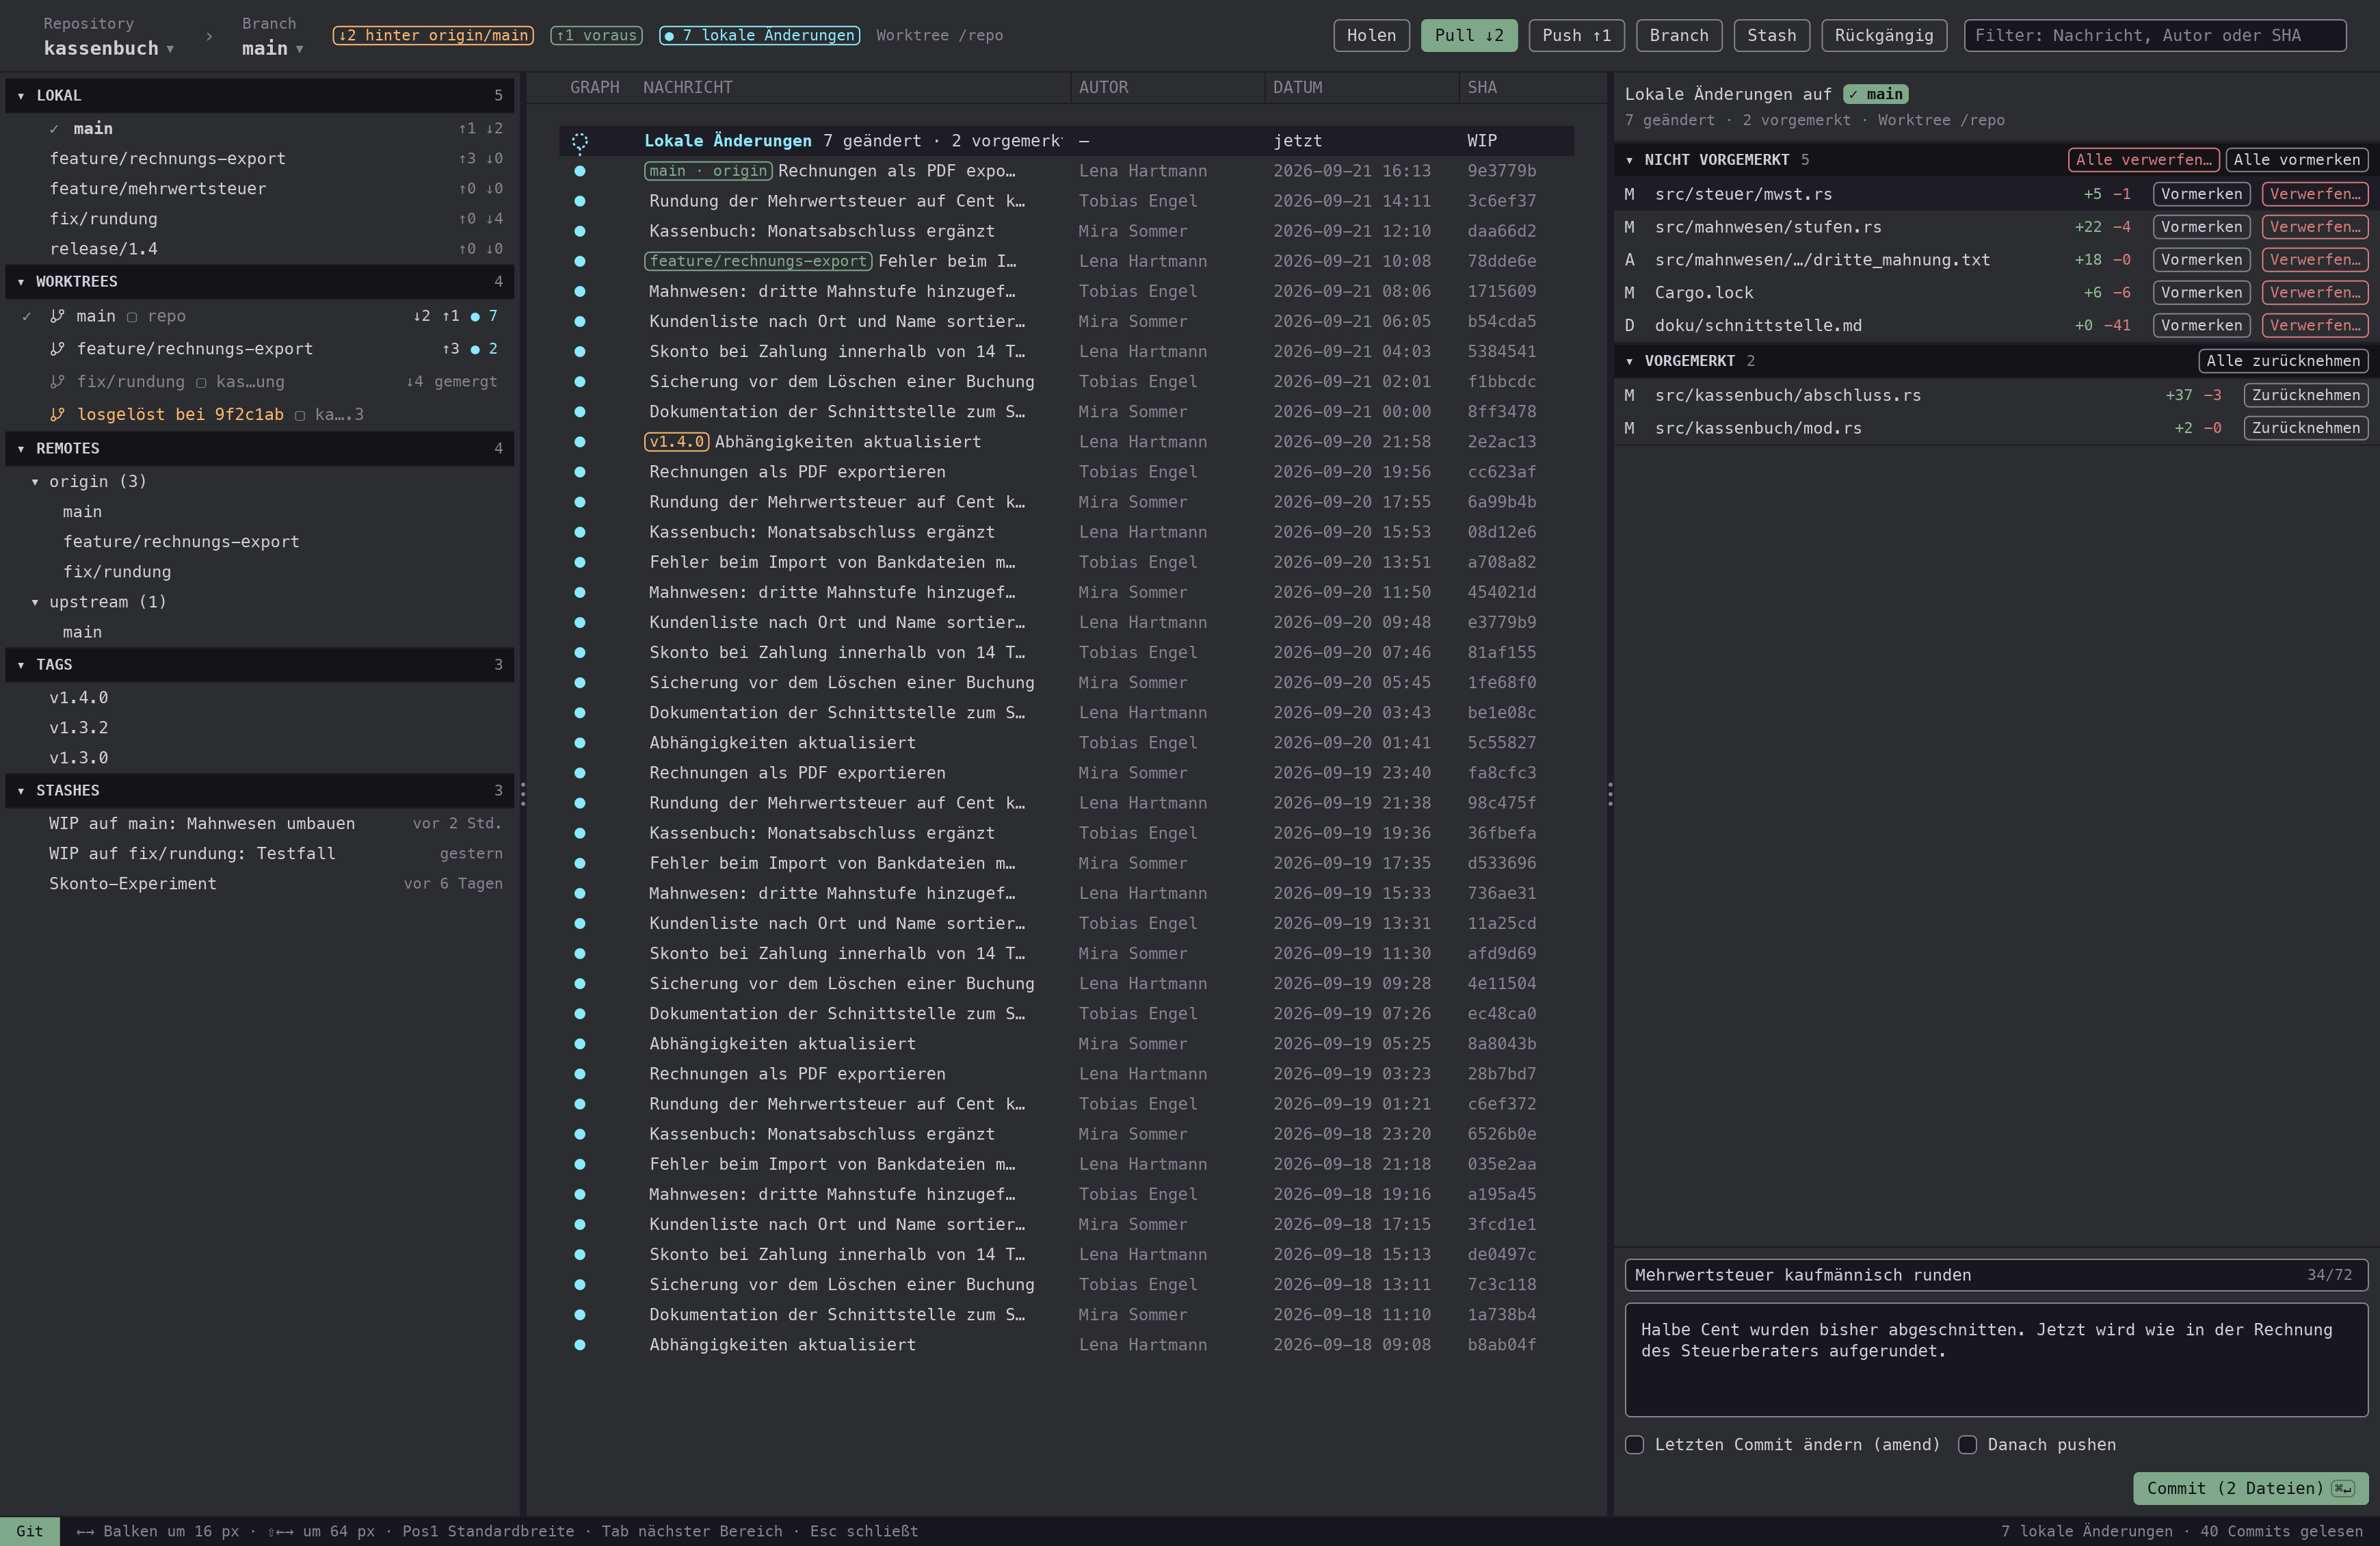 Repository
kassenbuch ▾
›
Branch
main ▾
↓2 hinter origin/main ↑1 voraus ● 7 lokale Änderungen Worktree /repo
Holen Pull ↓2 Push ↑1 Branch Stash Rückgängig Filter: Nachricht, Autor oder SHA
▾ LOKAL 5
✓ main ↑1 ↓2
feature/rechnungs-export ↑3 ↓0
feature/mehrwertsteuer ↑0 ↓0
fix/rundung ↑0 ↓4
release/1.4 ↑0 ↓0
▾ WORKTREES 4
✓ main ▢ repo ↓2 ↑1 ● 7
feature/rechnungs-export ↑3 ● 2
fix/rundung ▢ kas…ung ↓4 gemergt
losgelöst bei 9f2c1ab ▢ ka….3
▾ REMOTES 4
▾ origin (3)
main
feature/rechnungs-export
fix/rundung
▾ upstream (1)
main
▾ TAGS 3
v1.4.0
v1.3.2
v1.3.0
▾ STASHES 3
WIP auf main: Mahnwesen umbauen vor 2 Std.
WIP auf fix/rundung: Testfall gestern
Skonto-Experiment vor 6 Tagen
GRAPH NACHRICHT AUTOR DATUM SHA
Lokale Änderungen 7 geändert · 2 vorgemerkt — jetzt WIP
main · origin Rechnungen als PDF expo… Lena Hartmann 2026-09-21 16:13 9e3779b
Rundung der Mehrwertsteuer auf Cent k… Tobias Engel 2026-09-21 14:11 3c6ef37
Kassenbuch: Monatsabschluss ergänzt Mira Sommer 2026-09-21 12:10 daa66d2
feature/rechnungs-export Fehler beim I… Lena Hartmann 2026-09-21 10:08 78dde6e
Mahnwesen: dritte Mahnstufe hinzugef… Tobias Engel 2026-09-21 08:06 1715609
Kundenliste nach Ort und Name sortier… Mira Sommer 2026-09-21 06:05 b54cda5
Skonto bei Zahlung innerhalb von 14 T… Lena Hartmann 2026-09-21 04:03 5384541
Sicherung vor dem Löschen einer Buchung Tobias Engel 2026-09-21 02:01 f1bbcdc
Dokumentation der Schnittstelle zum S… Mira Sommer 2026-09-21 00:00 8ff3478
v1.4.0 Abhängigkeiten aktualisiert Lena Hartmann 2026-09-20 21:58 2e2ac13
Rechnungen als PDF exportieren Tobias Engel 2026-09-20 19:56 cc623af
Rundung der Mehrwertsteuer auf Cent k… Mira Sommer 2026-09-20 17:55 6a99b4b
Kassenbuch: Monatsabschluss ergänzt Lena Hartmann 2026-09-20 15:53 08d12e6
Fehler beim Import von Bankdateien m… Tobias Engel 2026-09-20 13:51 a708a82
Mahnwesen: dritte Mahnstufe hinzugef… Mira Sommer 2026-09-20 11:50 454021d
Kundenliste nach Ort und Name sortier… Lena Hartmann 2026-09-20 09:48 e3779b9
Skonto bei Zahlung innerhalb von 14 T… Tobias Engel 2026-09-20 07:46 81af155
Sicherung vor dem Löschen einer Buchung Mira Sommer 2026-09-20 05:45 1fe68f0
Dokumentation der Schnittstelle zum S… Lena Hartmann 2026-09-20 03:43 be1e08c
Abhängigkeiten aktualisiert Tobias Engel 2026-09-20 01:41 5c55827
Rechnungen als PDF exportieren Mira Sommer 2026-09-19 23:40 fa8cfc3
Rundung der Mehrwertsteuer auf Cent k… Lena Hartmann 2026-09-19 21:38 98c475f
Kassenbuch: Monatsabschluss ergänzt Tobias Engel 2026-09-19 19:36 36fbefa
Fehler beim Import von Bankdateien m… Mira Sommer 2026-09-19 17:35 d533696
Mahnwesen: dritte Mahnstufe hinzugef… Lena Hartmann 2026-09-19 15:33 736ae31
Kundenliste nach Ort und Name sortier… Tobias Engel 2026-09-19 13:31 11a25cd
Skonto bei Zahlung innerhalb von 14 T… Mira Sommer 2026-09-19 11:30 afd9d69
Sicherung vor dem Löschen einer Buchung Lena Hartmann 2026-09-19 09:28 4e11504
Dokumentation der Schnittstelle zum S… Tobias Engel 2026-09-19 07:26 ec48ca0
Abhängigkeiten aktualisiert Mira Sommer 2026-09-19 05:25 8a8043b
Rechnungen als PDF exportieren Lena Hartmann 2026-09-19 03:23 28b7bd7
Rundung der Mehrwertsteuer auf Cent k… Tobias Engel 2026-09-19 01:21 c6ef372
Kassenbuch: Monatsabschluss ergänzt Mira Sommer 2026-09-18 23:20 6526b0e
Fehler beim Import von Bankdateien m… Lena Hartmann 2026-09-18 21:18 035e2aa
Mahnwesen: dritte Mahnstufe hinzugef… Tobias Engel 2026-09-18 19:16 a195a45
Kundenliste nach Ort und Name sortier… Mira Sommer 2026-09-18 17:15 3fcd1e1
Skonto bei Zahlung innerhalb von 14 T… Lena Hartmann 2026-09-18 15:13 de0497c
Sicherung vor dem Löschen einer Buchung Tobias Engel 2026-09-18 13:11 7c3c118
Dokumentation der Schnittstelle zum S… Mira Sommer 2026-09-18 11:10 1a738b4
Abhängigkeiten aktualisiert Lena Hartmann 2026-09-18 09:08 b8ab04f
Lokale Änderungen auf ✓ main
7 geändert · 2 vorgemerkt · Worktree /repo
▾ NICHT VORGEMERKT 5 Alle verwerfen… Alle vormerken
M src/steuer/mwst.rs +5 −1 Vormerken Verwerfen…
M src/mahnwesen/stufen.rs +22 −4 Vormerken Verwerfen…
A src/mahnwesen/…/dritte_mahnung.txt +18 −0 Vormerken Verwerfen…
M Cargo.lock +6 −6 Vormerken Verwerfen…
D doku/schnittstelle.md +0 −41 Vormerken Verwerfen…
▾ VORGEMERKT 2 Alle zurücknehmen
M src/kassenbuch/abschluss.rs +37 −3 Zurücknehmen
M src/kassenbuch/mod.rs +2 −0 Zurücknehmen
Mehrwertsteuer kaufmännisch runden 34/72
Halbe Cent wurden bisher abgeschnitten. Jetzt wird wie in der Rechnung
des Steuerberaters aufgerundet.
Letzten Commit ändern (amend) Danach pushen
Commit (2 Dateien) ⌘↵
Git ←→ Balken um 16 px · ⇧←→ um 64 px · Pos1 Standardbreite · Tab nächster Bereich · Esc schließt
7 lokale Änderungen · 40 Commits gelesen